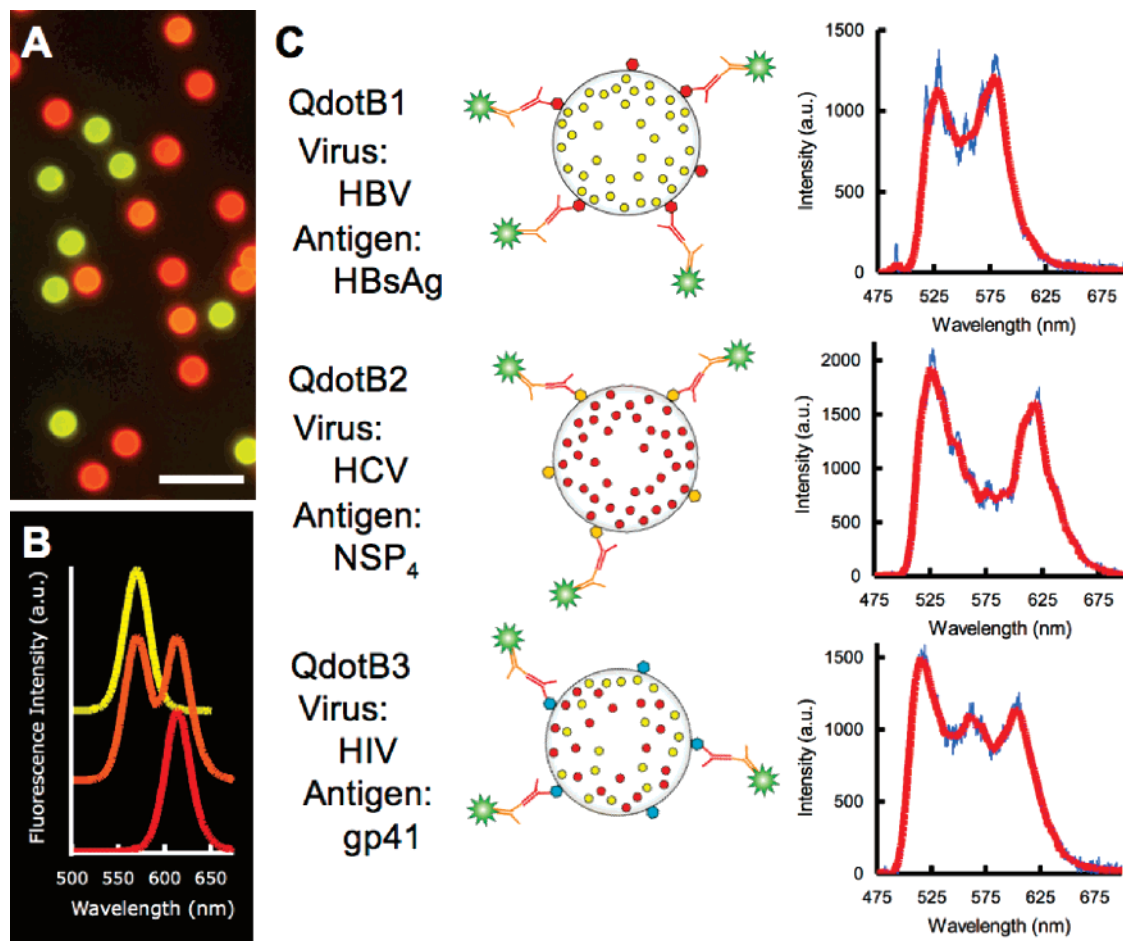 A
B
Fluorescence Intensity (a.u.)
500 550 600 650
Wavelength (nm)
C
QdotB1
Virus:
HBV
Antigen:
HBsAg
Intensity (a.u.)
1500
1000
500
0
475 525 575 625 675
Wavelength (nm)
QdotB2
Virus:
HCV
Antigen:
NSP₄
Intensity (a.u.)
2000
1500
1000
500
0
475 525 575 625 675
Wavelength (nm)
QdotB3
Virus:
HIV
Antigen:
gp41
Intensity (a.u.)
1500
1000
500
0
475 525 575 625 675
Wavelength (nm)